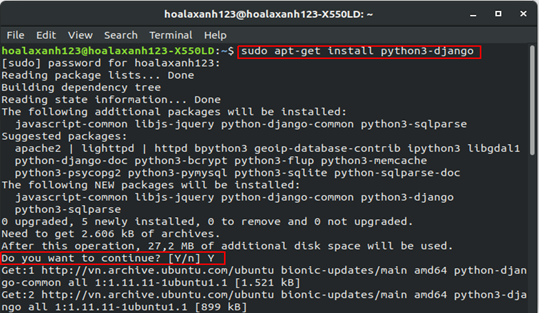 hoalaxanh123@hoalaxanh123-X550LD: ~
File Edit View Search Terminal Help
hoalaxanh123@hoalaxanh123-X550LD:~$ sudo apt-get install python3-django
[sudo] password for hoalaxanh123:
Reading package lists... Done
Building dependency tree
Reading state information... Done
The following additional packages will be installed:
  javascript-common libjs-jquery python-django-common python3-sqlparse
Suggested packages:
  apache2 | lighttpd | httpd bpython3 geoip-database-contrib ipython3 libgdal1
  python-django-doc python3-bcrypt python3-flup python3-memcache
  python3-psycopg2 python3-pymysql python3-sqlite python-sqlparse-doc
The following NEW packages will be installed:
  javascript-common libjs-jquery python-django-common python3-django
  python3-sqlparse
0 upgraded, 5 newly installed, 0 to remove and 0 not upgraded.
Need to get 2.606 kB of archives.
After this operation, 27,2 MB of additional disk space will be used.
Do you want to continue? [Y/n] Y
Get:1 http://vn.archive.ubuntu.com/ubuntu bionic-updates/main amd64 python-djan
go-common all 1:1.11.11-1ubuntu1.1 [1.521 kB]
Get:2 http://vn.archive.ubuntu.com/ubuntu bionic-updates/main amd64 python3-dja
ngo all 1:1.11.11-1ubuntu1.1 [899 kB]